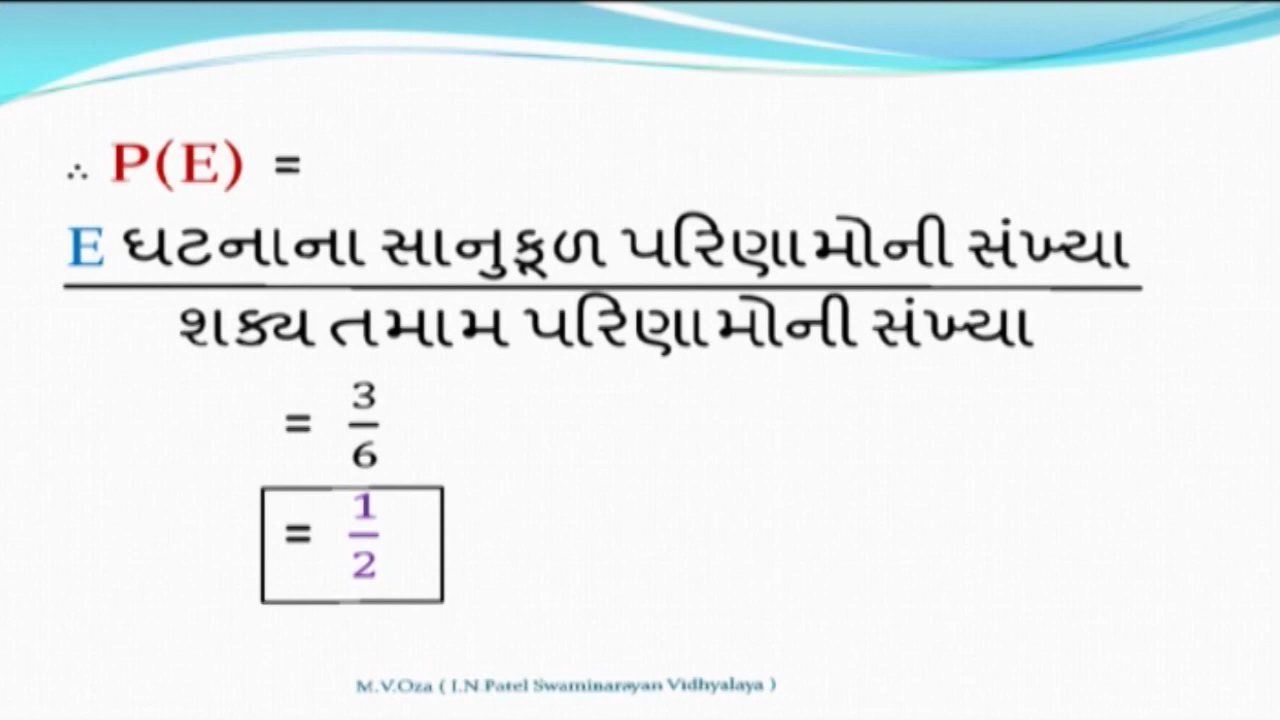 ∴ P(E) =
E ઘટનાના સાનુકૂળ પરિણામોની સંખ્યા
શક્ય તમામ પરિણામોની સંખ્યા
= 3/6
= 1/2
M.V.Oza ( I.N.Patel Swaminarayan Vidhyalaya )